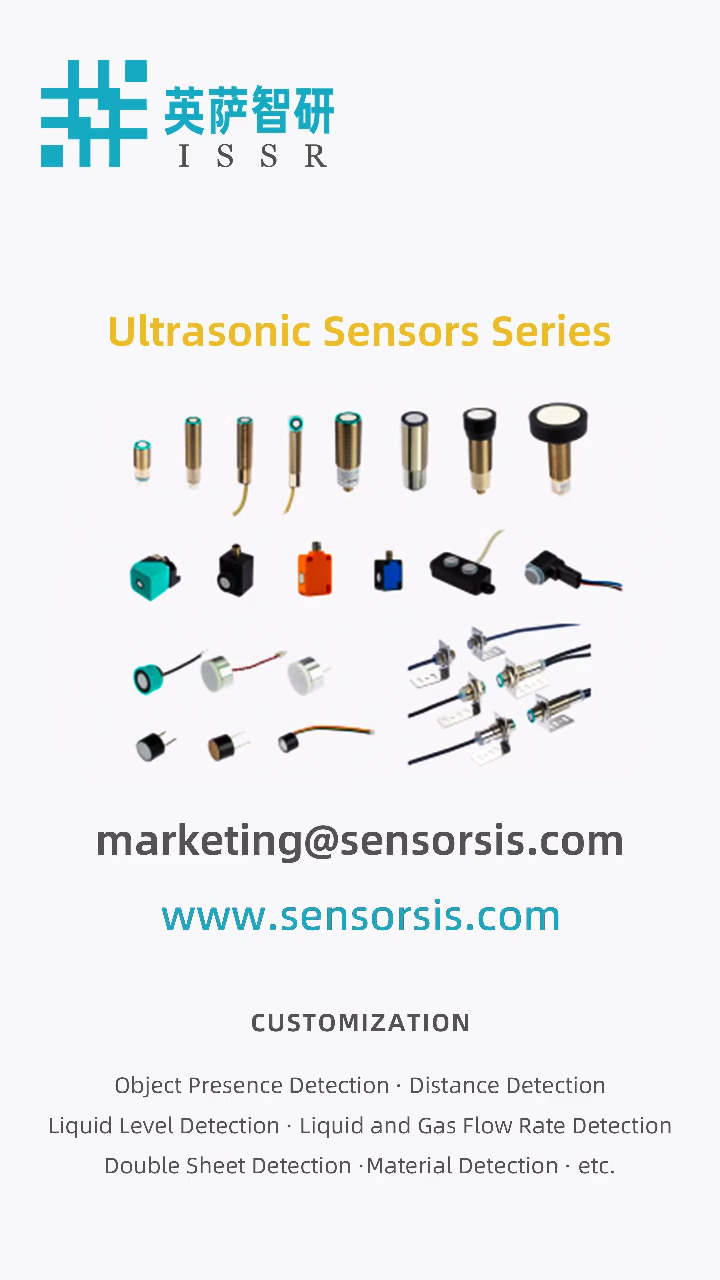 英萨智研
ISSR
Ultrasonic Sensors Series
marketing@sensorsis.com
www.sensorsis.com
CUSTOMIZATION
Object Presence Detection · Distance Detection
Liquid Level Detection · Liquid and Gas Flow Rate Detection
Double Sheet Detection ·Material Detection · etc.